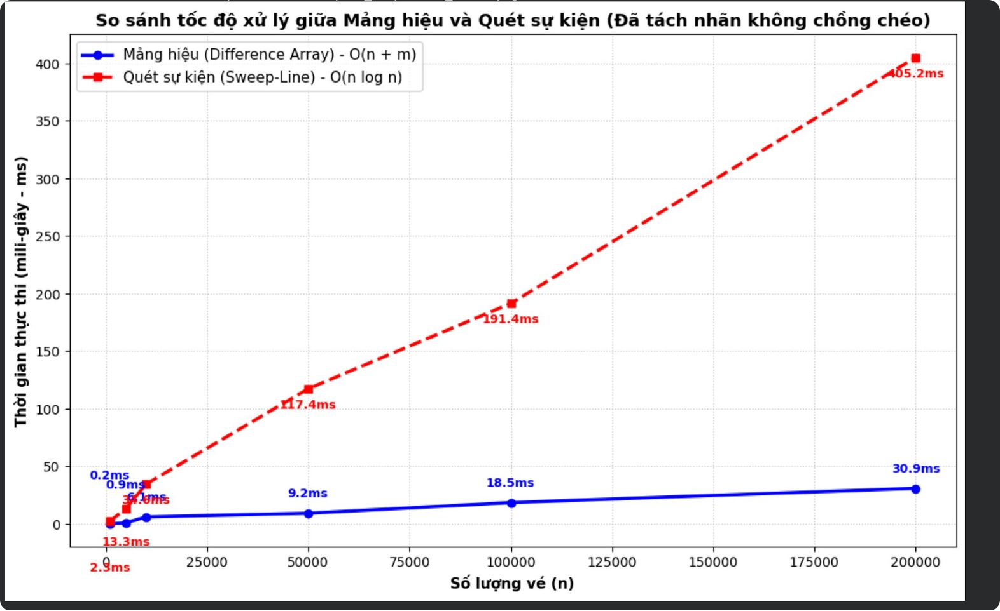 So sánh tốc độ xử lý giữa Mảng hiệu và Quét sự kiện (Đã tách nhãn không chồng chéo)
Mảng hiệu (Difference Array) - O(n + m)
Quét sự kiện (Sweep-Line) - O(n log n)
Thời gian thực thi (mili-giây - ms)
400
350
300
250
200
150
100
50
0
405.2ms
191.4ms
117.4ms
0.2ms
0.9ms
6.1ms
9.2ms
18.5ms
30.9ms
13.3ms
2.3ms
0
25000
50000
75000
100000
125000
150000
175000
200000
Số lượng vé (n)